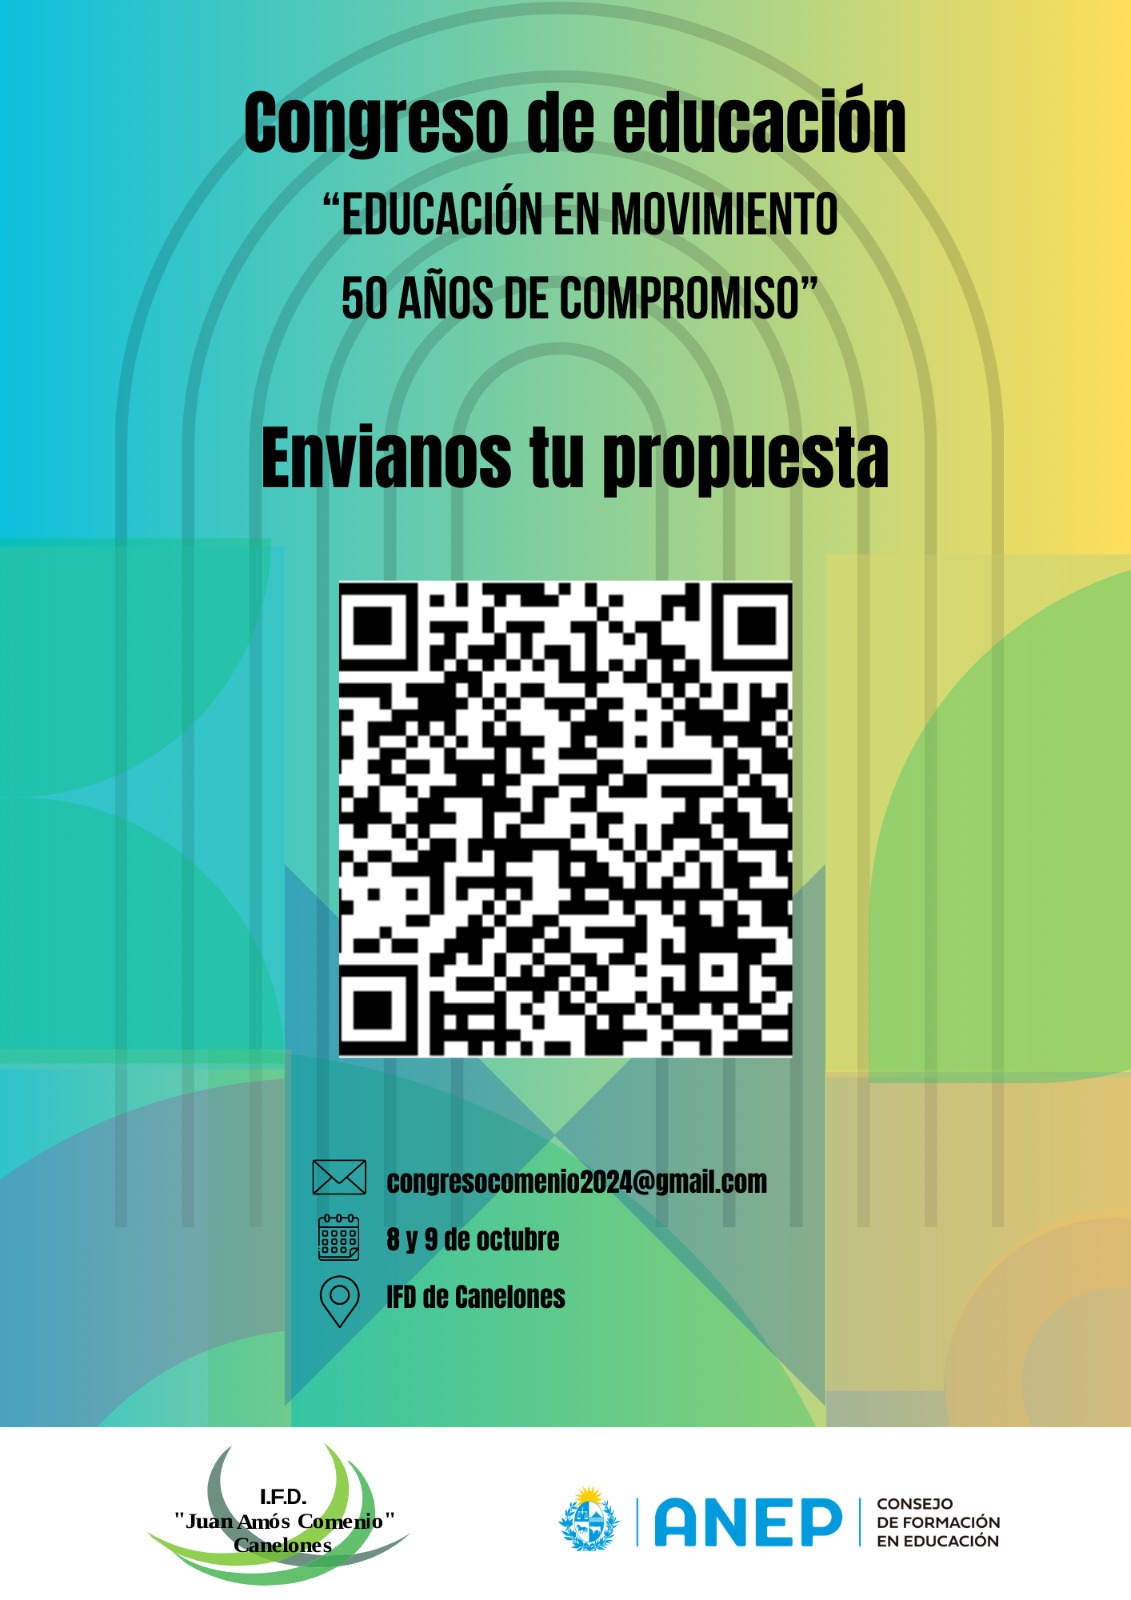 Congreso de educación
“EDUCACIÓN EN MOVIMIENTO
50 AÑOS DE COMPROMISO”
Envianos tu propuesta
congresocomenio2024@gmail.com
8 y 9 de octubre
IFD de Canelones
I.F.D.
"Juan Amós Comenio"
Canelones
ANEP
CONSEJO
DE FORMACIÓN
EN EDUCACIÓN